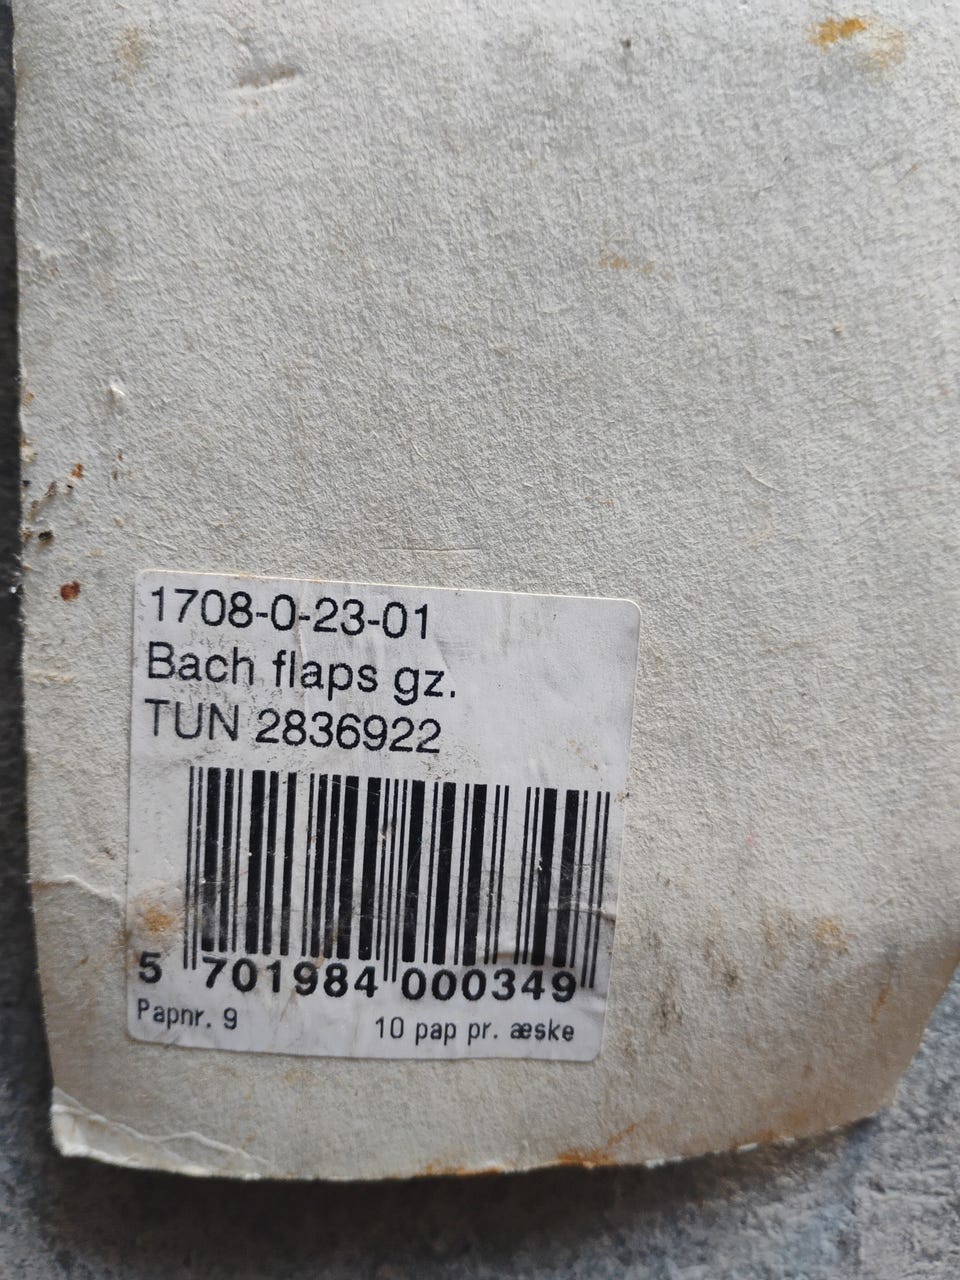 1708-0-23-01
Bach flaps gz.
TUN 2836922
5 701984 000349
Papnr. 9 10 pap pr. æske